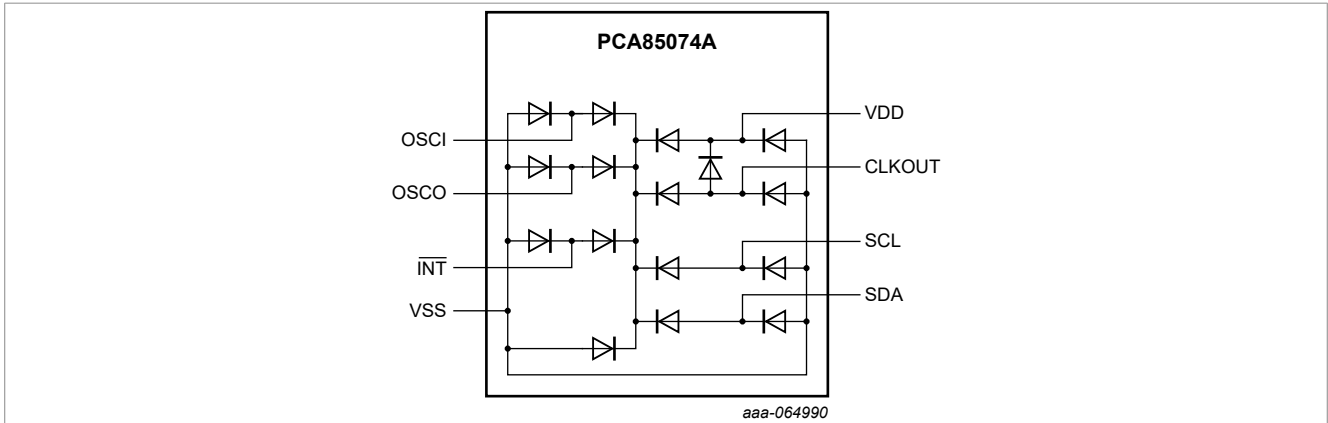 PCA85074A
OSCI
OSCO
INT
VSS
VDD
CLKOUT
SCL
SDA
aaa-064990